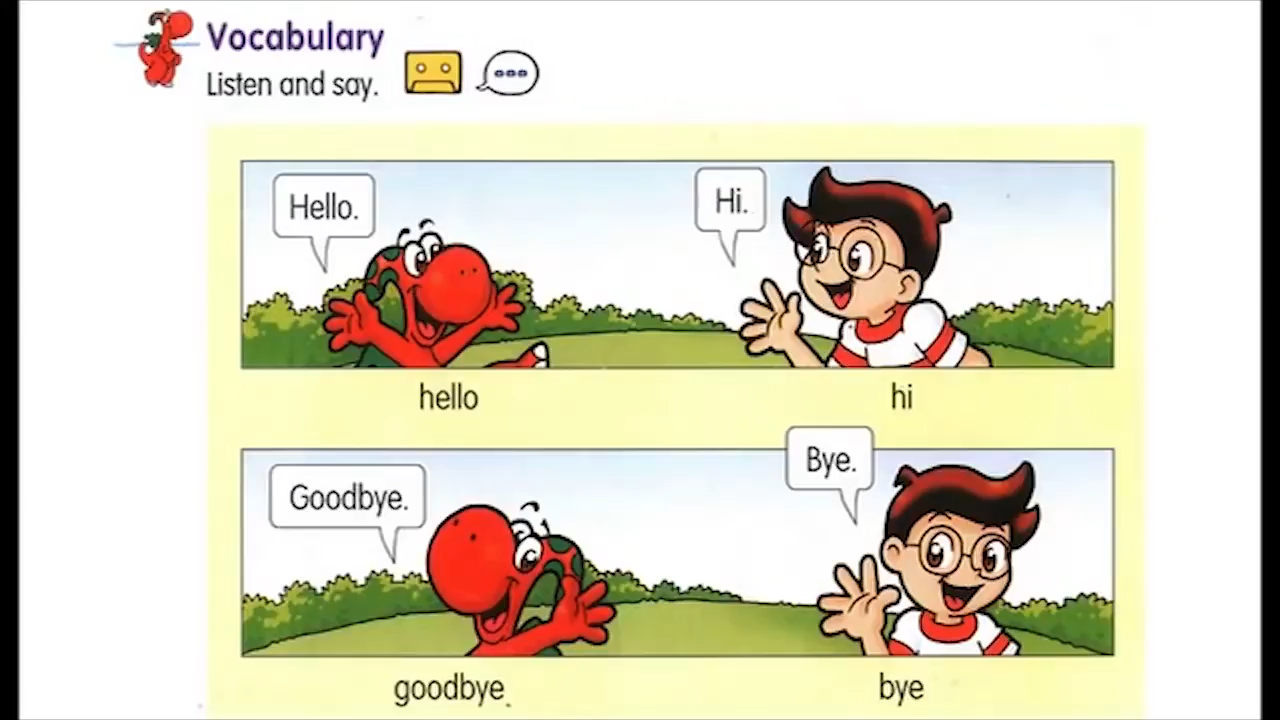 Vocabulary
Listen and say.
Hello.
Hi.
hello
hi
Goodbye.
Bye.
goodbye
bye